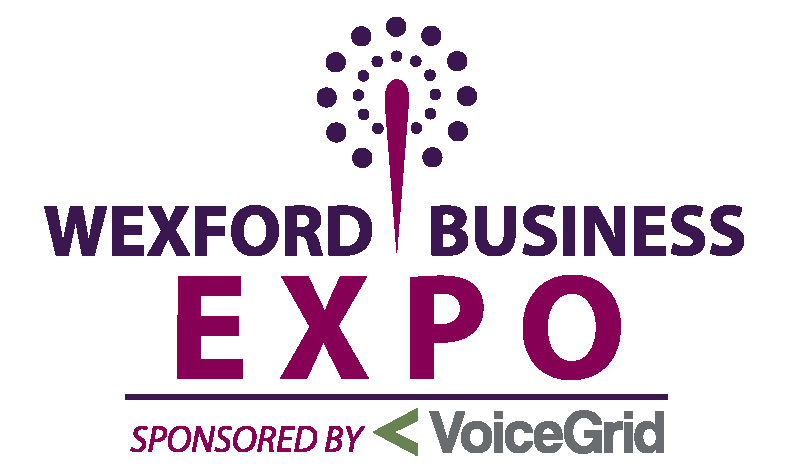 WEXFORD BUSINESS
EXPO
SPONSORED BY VoiceGrid